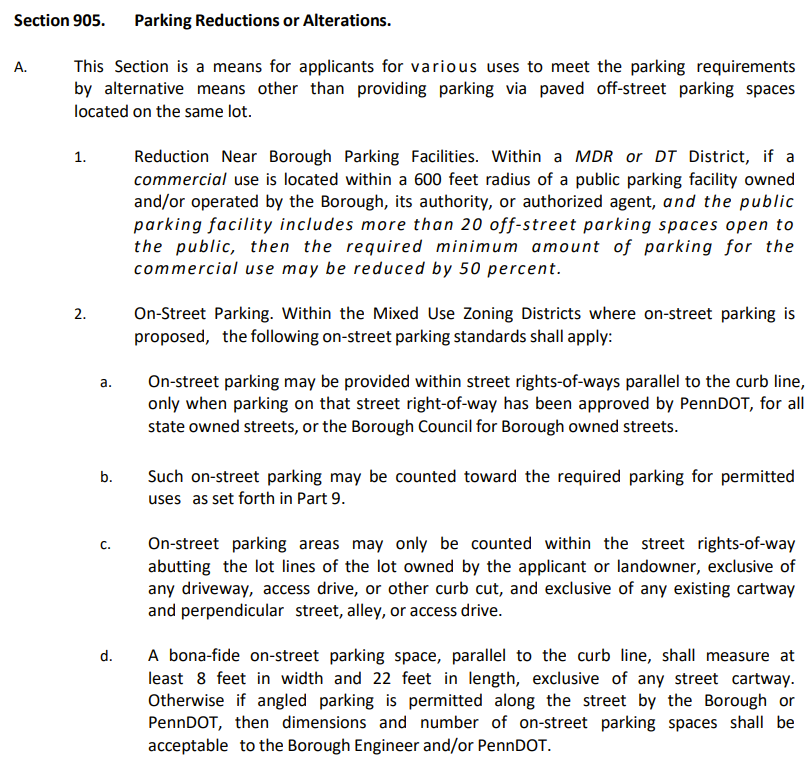 Section 905. Parking Reductions or Alterations.
A. This Section is a means for applicants for various uses to meet the parking requirements
by alternative means other than providing parking via paved off-street parking spaces
located on the same lot.
1. Reduction Near Borough Parking Facilities. Within a MDR or DT District, if a
commercial use is located within a 600 feet radius of a public parking facility owned
and/or operated by the Borough, its authority, or authorized agent, and the public
parking facility includes more than 20 off-street parking spaces open to
the public, then the required minimum amount of parking for the
commercial use may be reduced by 50 percent.
2. On-Street Parking. Within the Mixed Use Zoning Districts where on-street parking is
proposed, the following on-street parking standards shall apply:
a. On-street parking may be provided within street rights-of-ways parallel to the curb line,
only when parking on that street right-of-way has been approved by PennDOT, for all
state owned streets, or the Borough Council for Borough owned streets.
b. Such on-street parking may be counted toward the required parking for permitted
uses as set forth in Part 9.
c. On-street parking areas may only be counted within the street rights-of-way
abutting the lot lines of the lot owned by the applicant or landowner, exclusive of
any driveway, access drive, or other curb cut, and exclusive of any existing cartway
and perpendicular street, alley, or access drive.
d. A bona-fide on-street parking space, parallel to the curb line, shall measure at
least 8 feet in width and 22 feet in length, exclusive of any street cartway.
Otherwise if angled parking is permitted along the street by the Borough or
PennDOT, then dimensions and number of on-street parking spaces shall be
acceptable to the Borough Engineer and/or PennDOT.